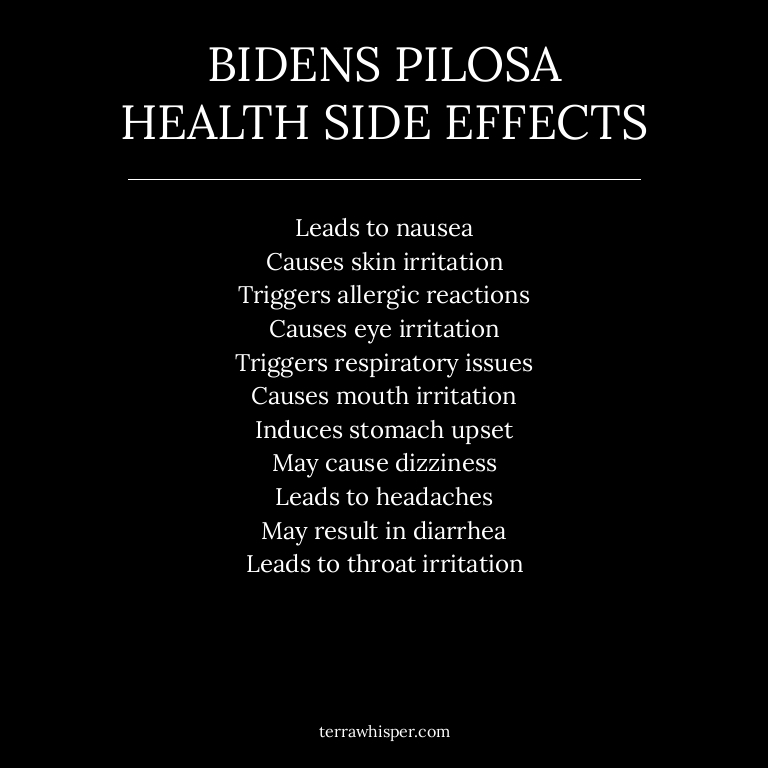 BIDENS PILOSA
HEALTH SIDE EFFECTS
Leads to nausea
Causes skin irritation
Triggers allergic reactions
Causes eye irritation
Triggers respiratory issues
Causes mouth irritation
Induces stomach upset
May cause dizziness
Leads to headaches
May result in diarrhea
Leads to throat irritation
terrawhisper.com